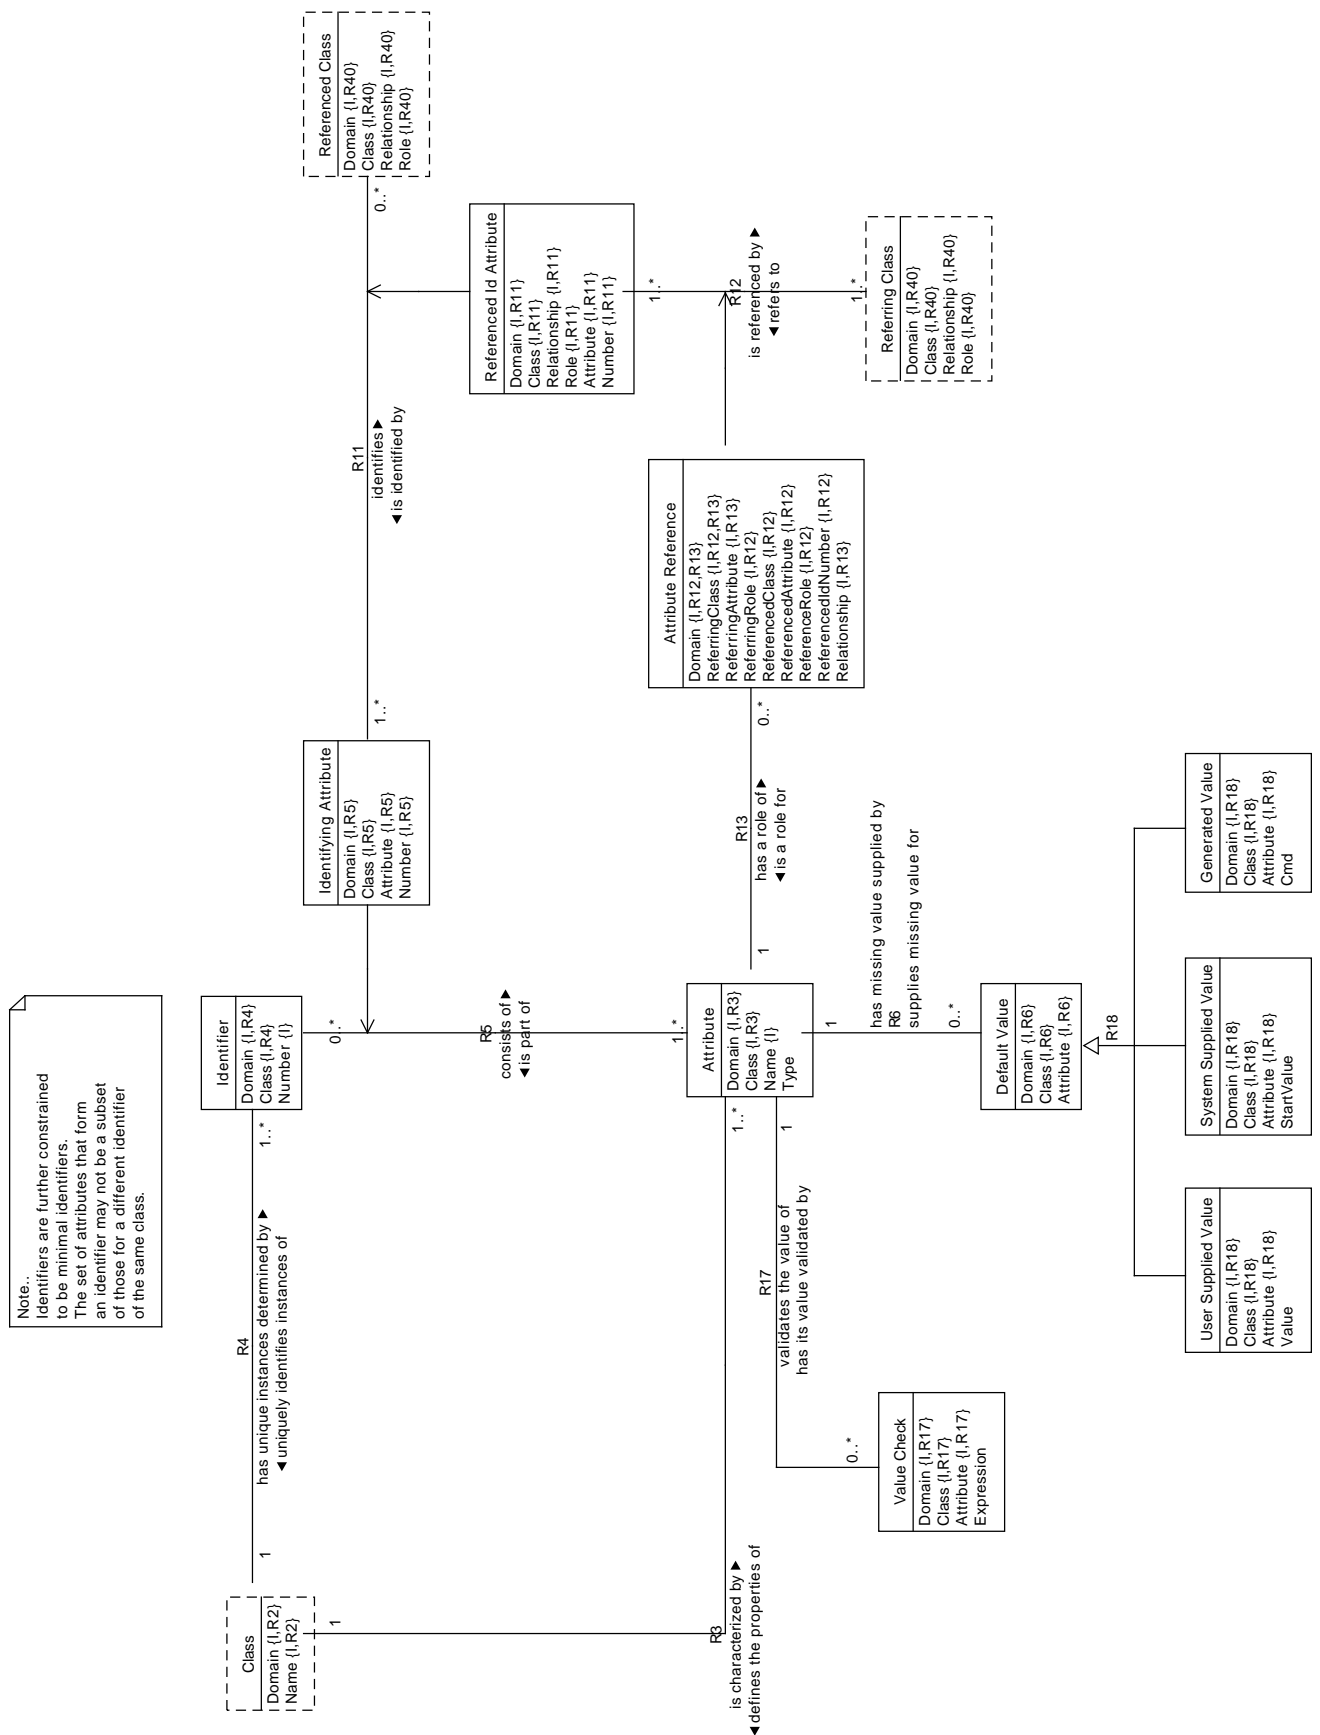 Note..
Identifiers are further constrained
to be minimal identifiers.
The set of attributes that form
an identifier may not be a subset
of those for a different identifier
of the same class.
Class
Domain {I,R2}
Name {I,R2}
1
R4
has unique instances determined by ►
◄ uniquely identifies instances of
1..*
Identifier
Domain {I,R4}
Class {I,R4}
Number {I}
0..*
R5
consists of ►
◄ is part of
1..*
Identifying Attribute
Domain {I,R5}
Class {I,R5}
Attribute {I,R5}
Number {I,R5}
1..*
R11
identifies ►
◄ is identified by
0..*
Referenced Class
Domain {I,R40}
Class {I,R40}
Relationship {I,R40}
Role {I,R40}
Referenced Id Attribute
Domain {I,R11}
Class {I,R11}
Relationship {I,R11}
Role {I,R11}
Attribute {I,R11}
Number {I,R11}
1..*
R12
is referenced by ►
◄ refers to
1..*
Referring Class
Domain {I,R40}
Class {I,R40}
Relationship {I,R40}
Role {I,R40}
Attribute Reference
Domain {I,R12,R13}
ReferringClass {I,R12,R13}
ReferringAttribute {I,R13}
ReferringRole {I,R12}
ReferencedClass {I,R12}
ReferencedAttribute {I,R12}
ReferenceRole {I,R12}
ReferencedIdNumber {I,R12}
Relationship {I,R13}
0..*
R13
has a role of ►
◄ is a role for
1
Attribute
Domain {I,R3}
Class {I,R3}
Name {I}
Type
1
R3
is characterized by ►
◄ defines the properties of
1..*
1
R17
validates the value of
has its value validated by
0..*
Value Check
Domain {I,R17}
Class {I,R17}
Attribute {I,R17}
Expression
1
has missing value supplied by
R6
supplies missing value for
0..*
Default Value
Domain {I,R6}
Class {I,R6}
Attribute {I,R6}
R18
User Supplied Value
Domain {I,R18}
Class {I,R18}
Attribute {I,R18}
Value
System Supplied Value
Domain {I,R18}
Class {I,R18}
Attribute {I,R18}
StartValue
Generated Value
Domain {I,R18}
Class {I,R18}
Attribute {I,R18}
Cmd